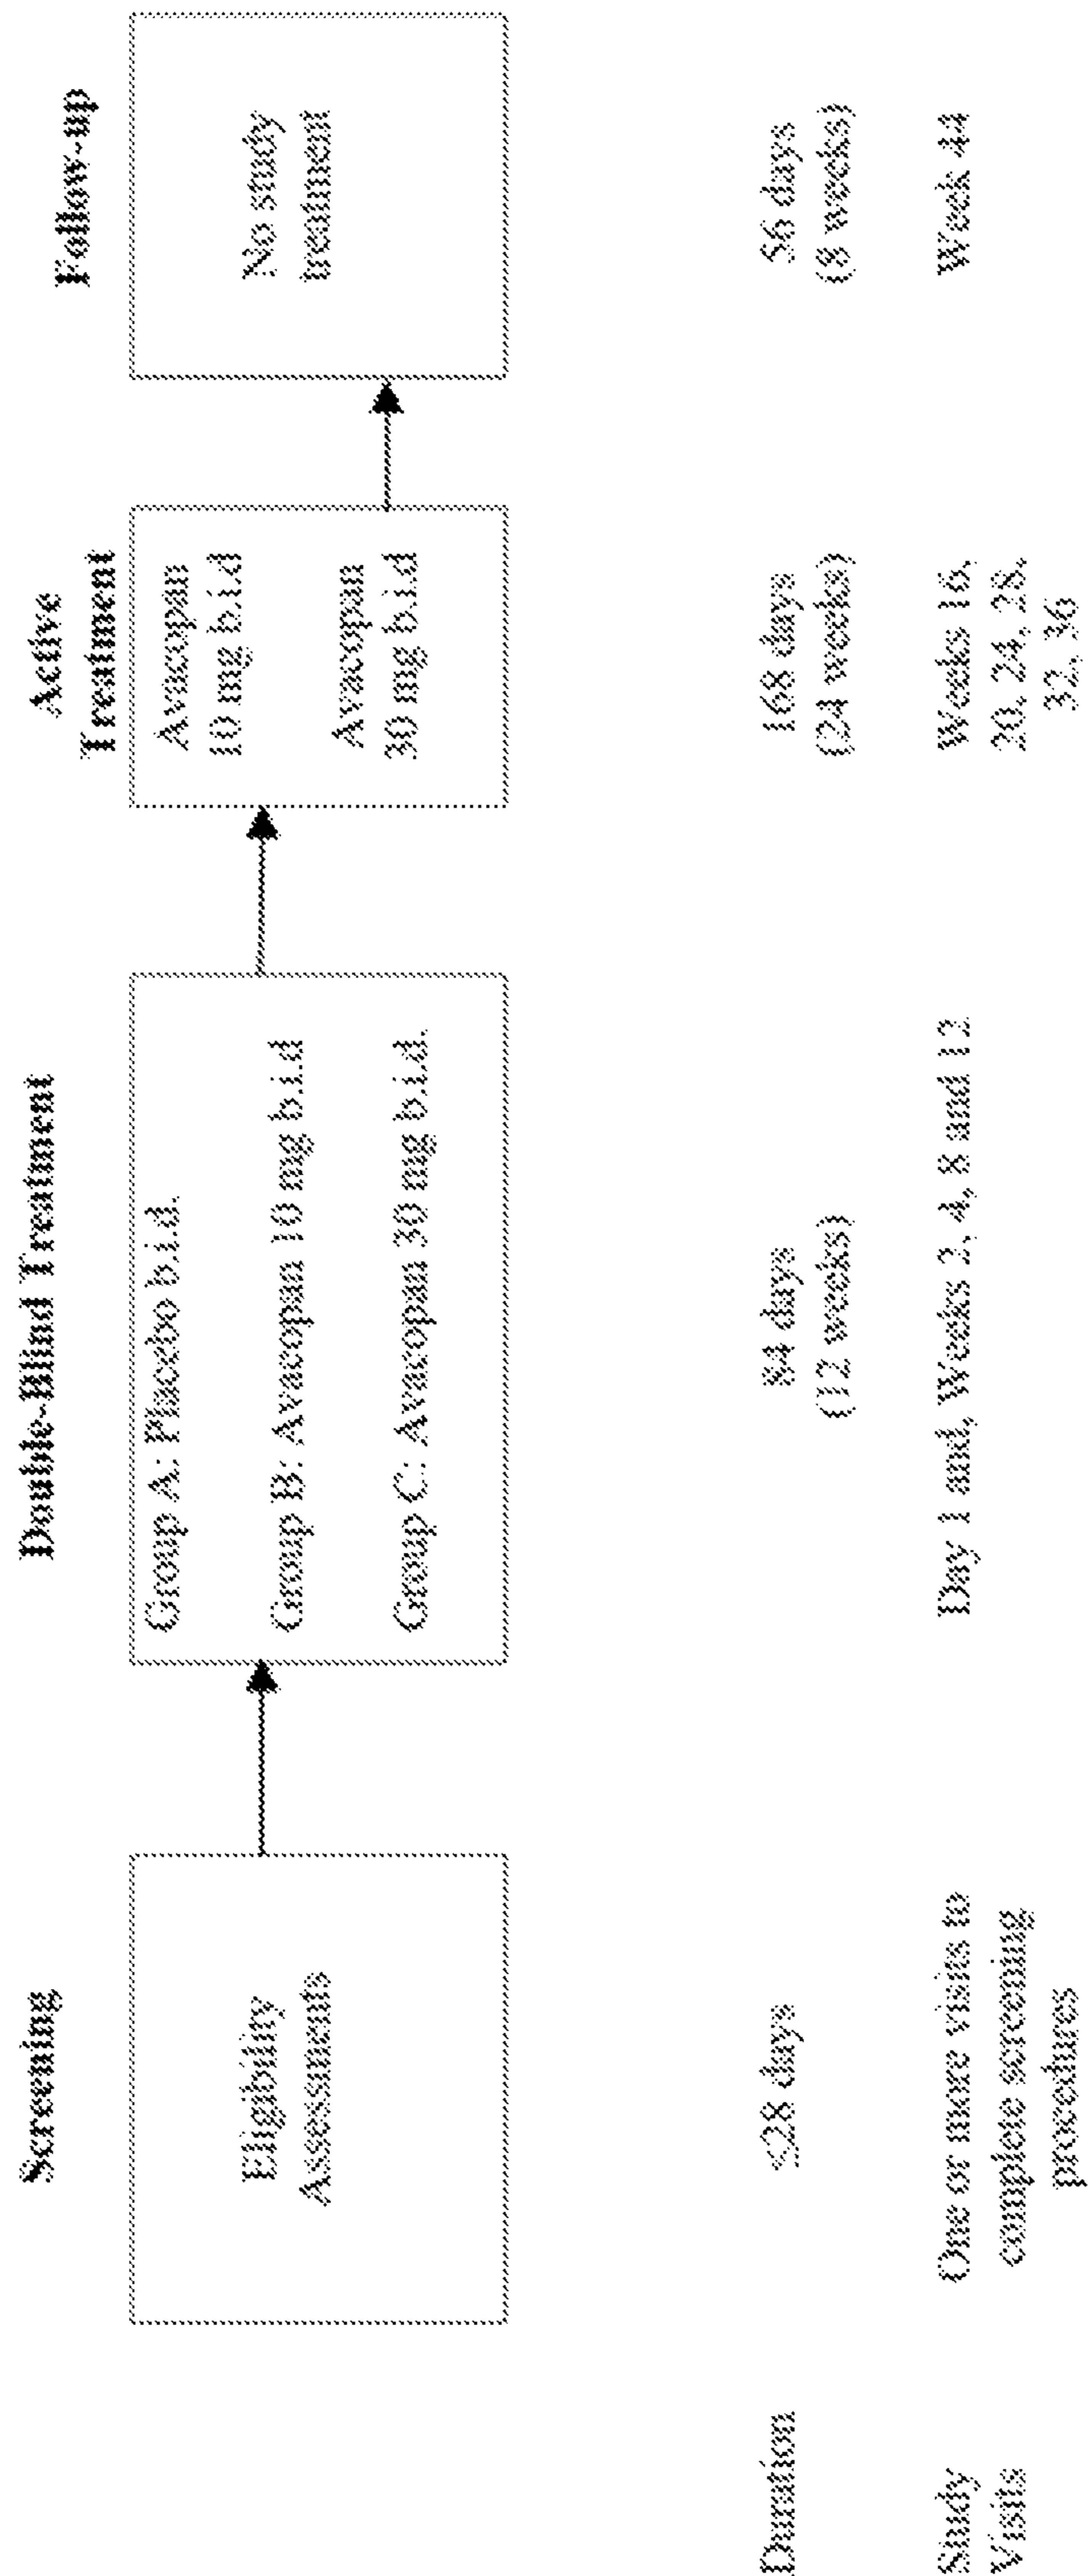 Screening
Eligibility
Assessments
Double-Blind Treatment
Group A: Placebo b.i.d.
Group B: Avacopan 10 mg b.i.d
Group C: Avacopan 30 mg b.i.d.
Active
Treatment
Avacopan
10 mg b.i.d
Avacopan
30 mg b.i.d
Follow-up
No study
treatment
Duration
≤28 days
84 days
(12 weeks)
168 days
(24 weeks)
56 days
(8 weeks)
Study
Visits
One or more visits to
complete screening
procedures
Day 1 and, Weeks 2, 4, 8 and 12
Weeks 16,
20, 24, 28,
32, 36
Week 44